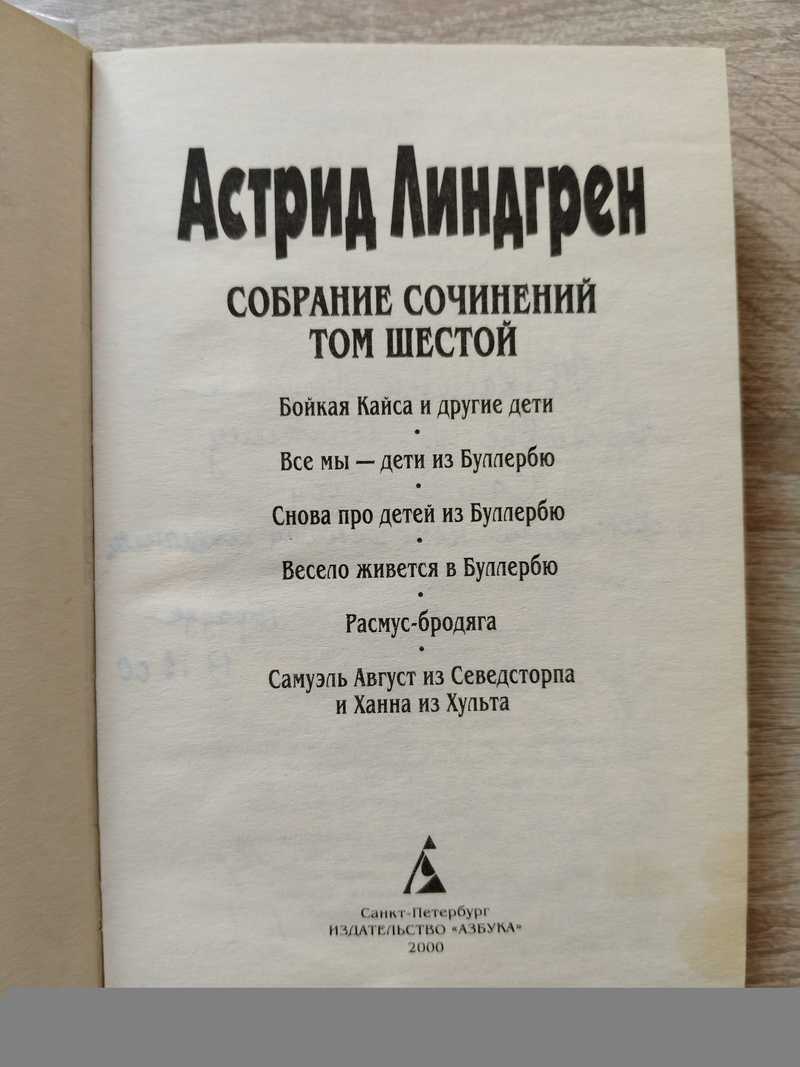 Астрид Линдгрен
СОБРАНИЕ СОЧИНЕНИЙ
ТОМ ШЕСТОЙ
Бойкая Кайса и другие дети
•
Все мы — дети из Буллербю
•
Снова про детей из Буллербю
•
Весело живется в Буллербю
•
Расмус-бродяга
•
Самуэль Август из Севедсторпа
и Ханна из Хульта
Санкт-Петербург
ИЗДАТЕЛЬСТВО «АЗБУКА»
2000